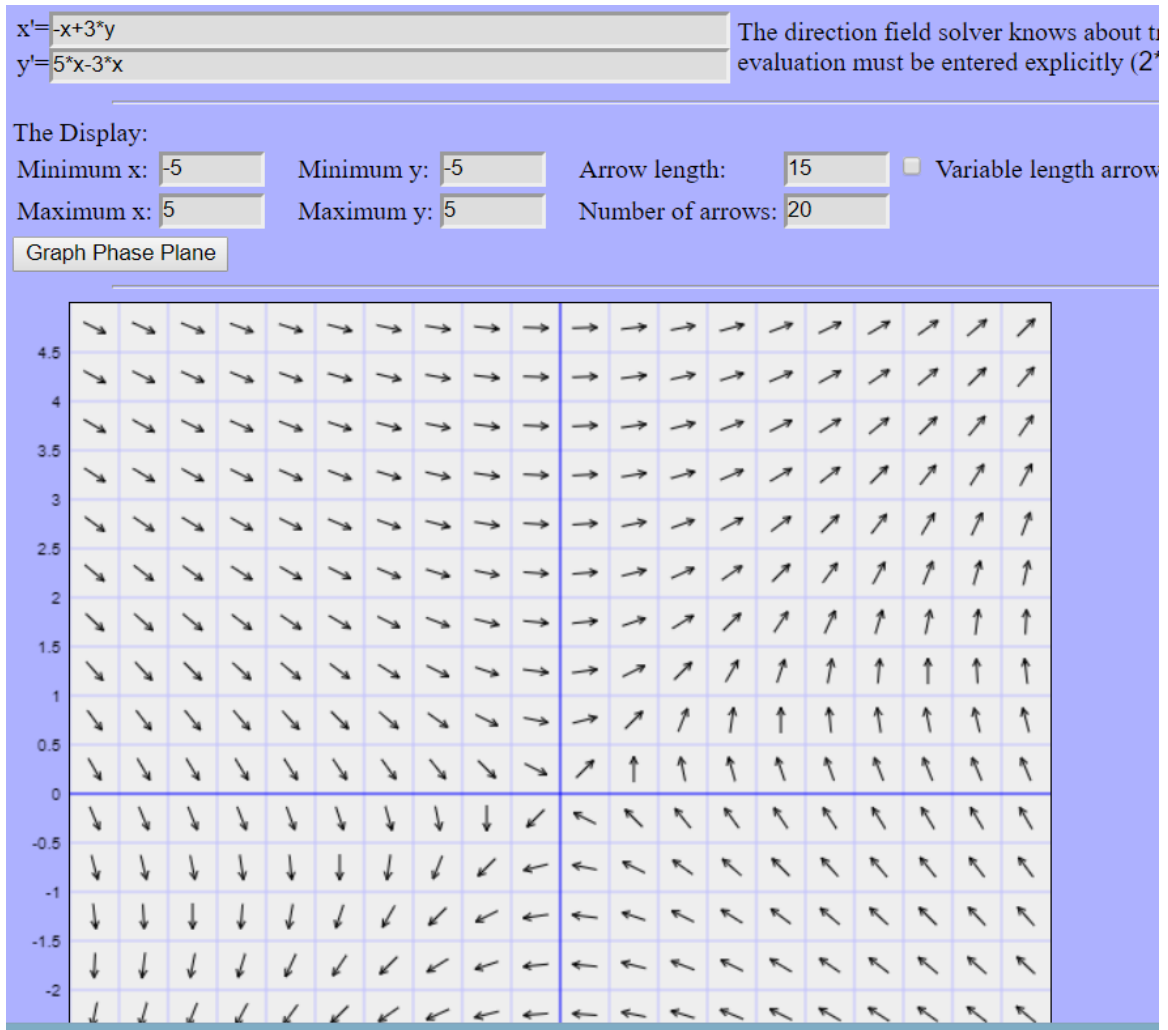 x'= -x+3*y
The direction field solver knows about
y'= 5*x-3*x
evaluation must be entered explicitly (2*
The Display:
Minimum x: -5 Minimum y: -5 Arrow length: 15 Variable length arrow
Maximum x: 5 Maximum y: 5 Number of arrows: 20
Graph Phase Plane
4.5
4
3.5
3
2.5
2
1.5
1
0.5
0
-0.5
-1
-1.5
-2